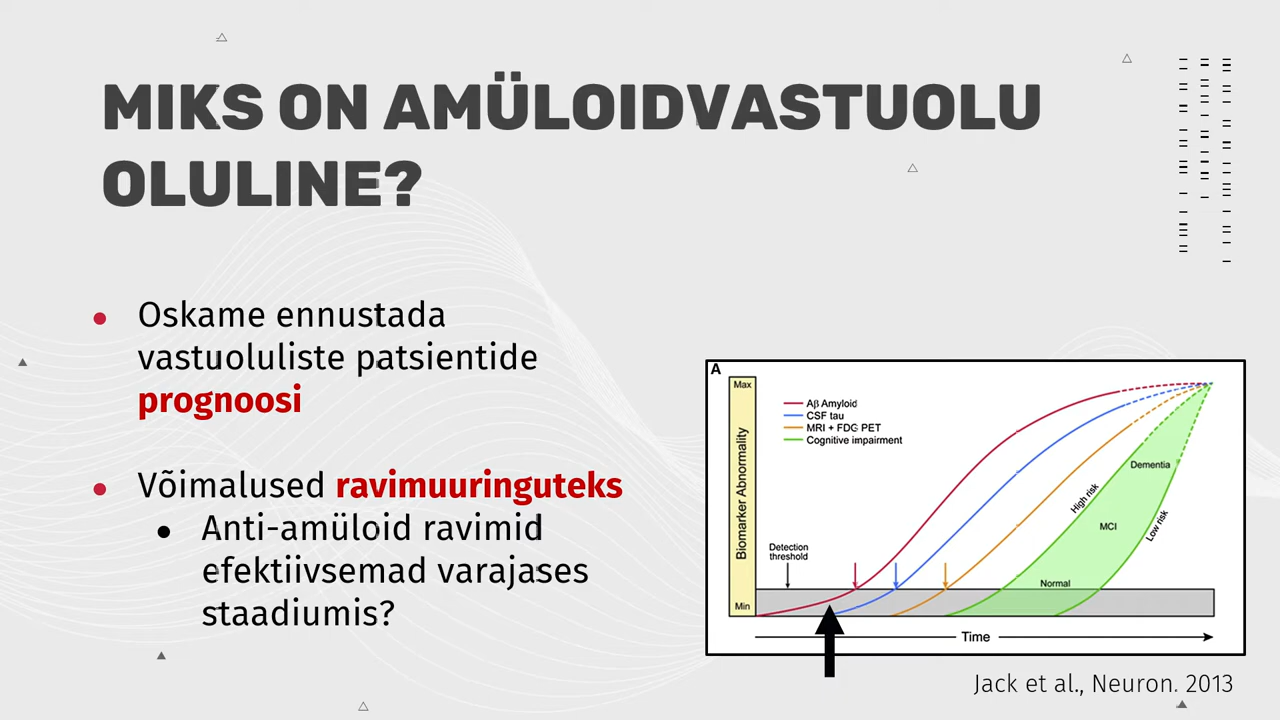 MIKS ON AMÜLOIDVASTUOLU
OLULINE?
Oskame ennustada
vastuoluliste patsientide
prognoosi
Võimalused ravimuuringuteks
Anti-amüloid ravimid
efektiivsemad varajases
staadiumis?
A
Max
Biomarker Abnormality
Min
Aβ Amyloid
CSF tau
MRI + FDG PET
Cognitive impairment
Detection
threshold
Dementia
High risk
MCI
Low risk
Normal
Time
Jack et al., Neuron. 2013